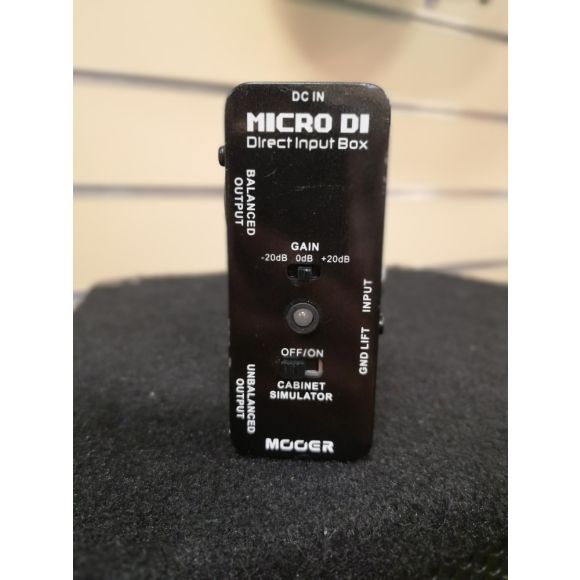 DC IN
MICRO DI
Direct Input Box
BALANCED
OUTPUT
GAIN
-20dB 0dB +20dB
INPUT
GND LIFT
OFF/ON
CABINET
SIMULATOR
UNBALANCED
OUTPUT
MOOER